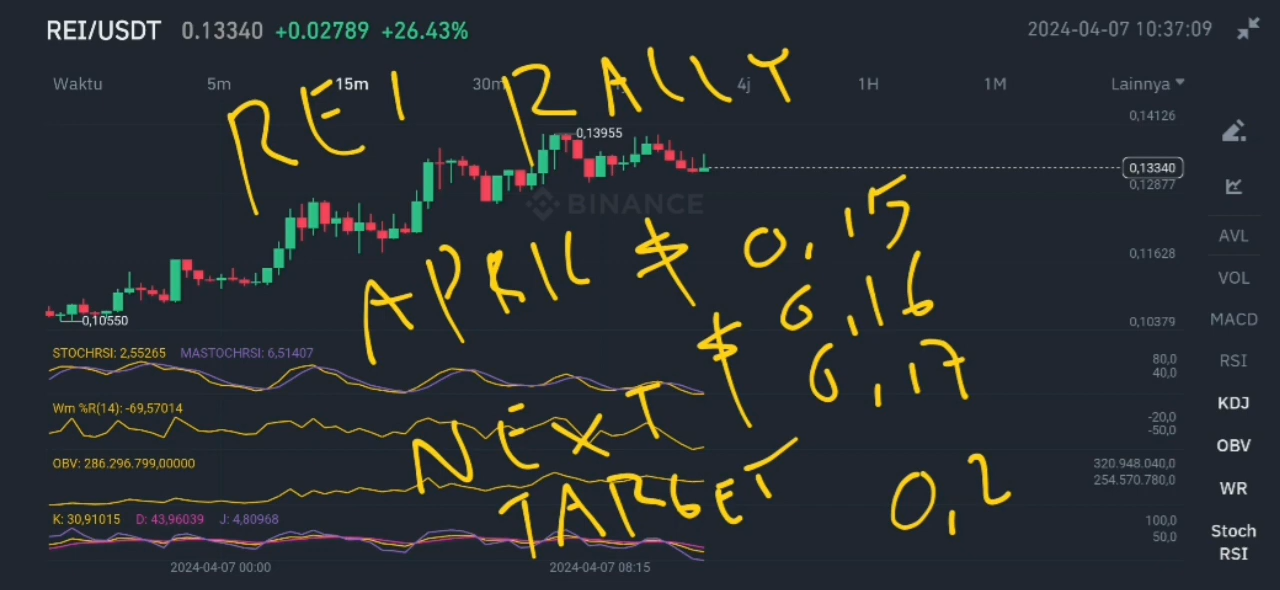 REI/USDT 0.13340 +0.02789 +26.43% 2024-04-07 10:37:09
Waktu 5m 15m 30m 4j 1H 1M Lainnya
REI RALLY
0,14126
0,13955
0,13340
0,12877
BINANCE
AVL
APRIL $ 0,15
0,11628
VOL
$ 0,16
0,10550
0,10379
MACD
0,17
STOCHRSI: 2,55265 MASTOCHRSI: 6,51407
80,0
RSI
40,0
KDJ
Wm %R(14): -69,57014
-20,0
-50,0
NEXT
OBV
OBV: 286.296.799,00000
320.948.040,0
254.570.780,0
TARGET 0,2
WR
K: 30,91015 D: 43,96039 J: 4,80968
100,0
50,0
Stoch
RSI
2024-04-07 00:00 2024-04-07 08:15